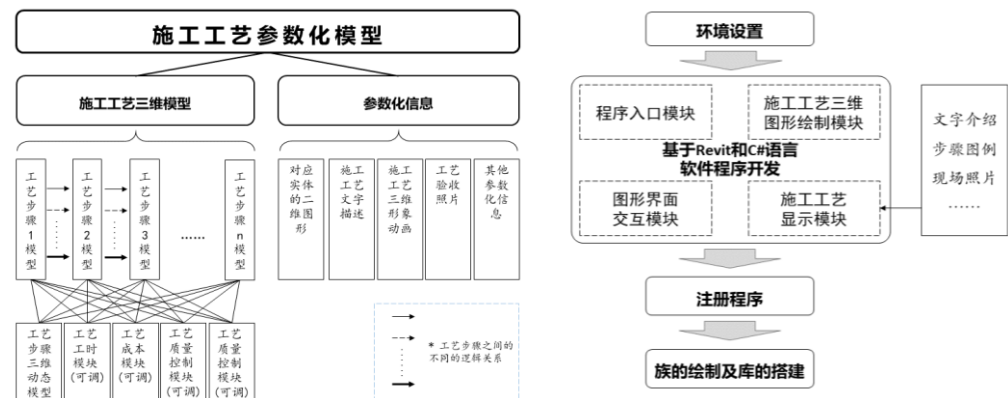 施工工艺参数化模型
施工工艺三维模型
参数化信息
工艺步骤1模型
工艺步骤2模型
工艺步骤3模型
……
工艺步骤n模型
对应
实体
的二
维图
形
施工
工艺
文字
描述
施工
工艺
三维
形象
动画
工艺
验收
照片
其他
参数
化信
息
工艺
步骤
三维
动态
模型
工艺
工时
模块
(可调)
工艺
成本
模块
(可调)
工艺
质量
控制
模块
(可调)
工艺
质量
控制
模块
(可调)
* 工艺步骤之间的
不同的逻辑关系
环境设置
程序入口模块
施工工艺三维
图形绘制模块
基于Revit和C#语言
软件程序开发
图形界面
交互模块
施工工艺
显示模块
文字介绍
步骤图例
现场照片
……
注册程序
族的绘制及库的搭建